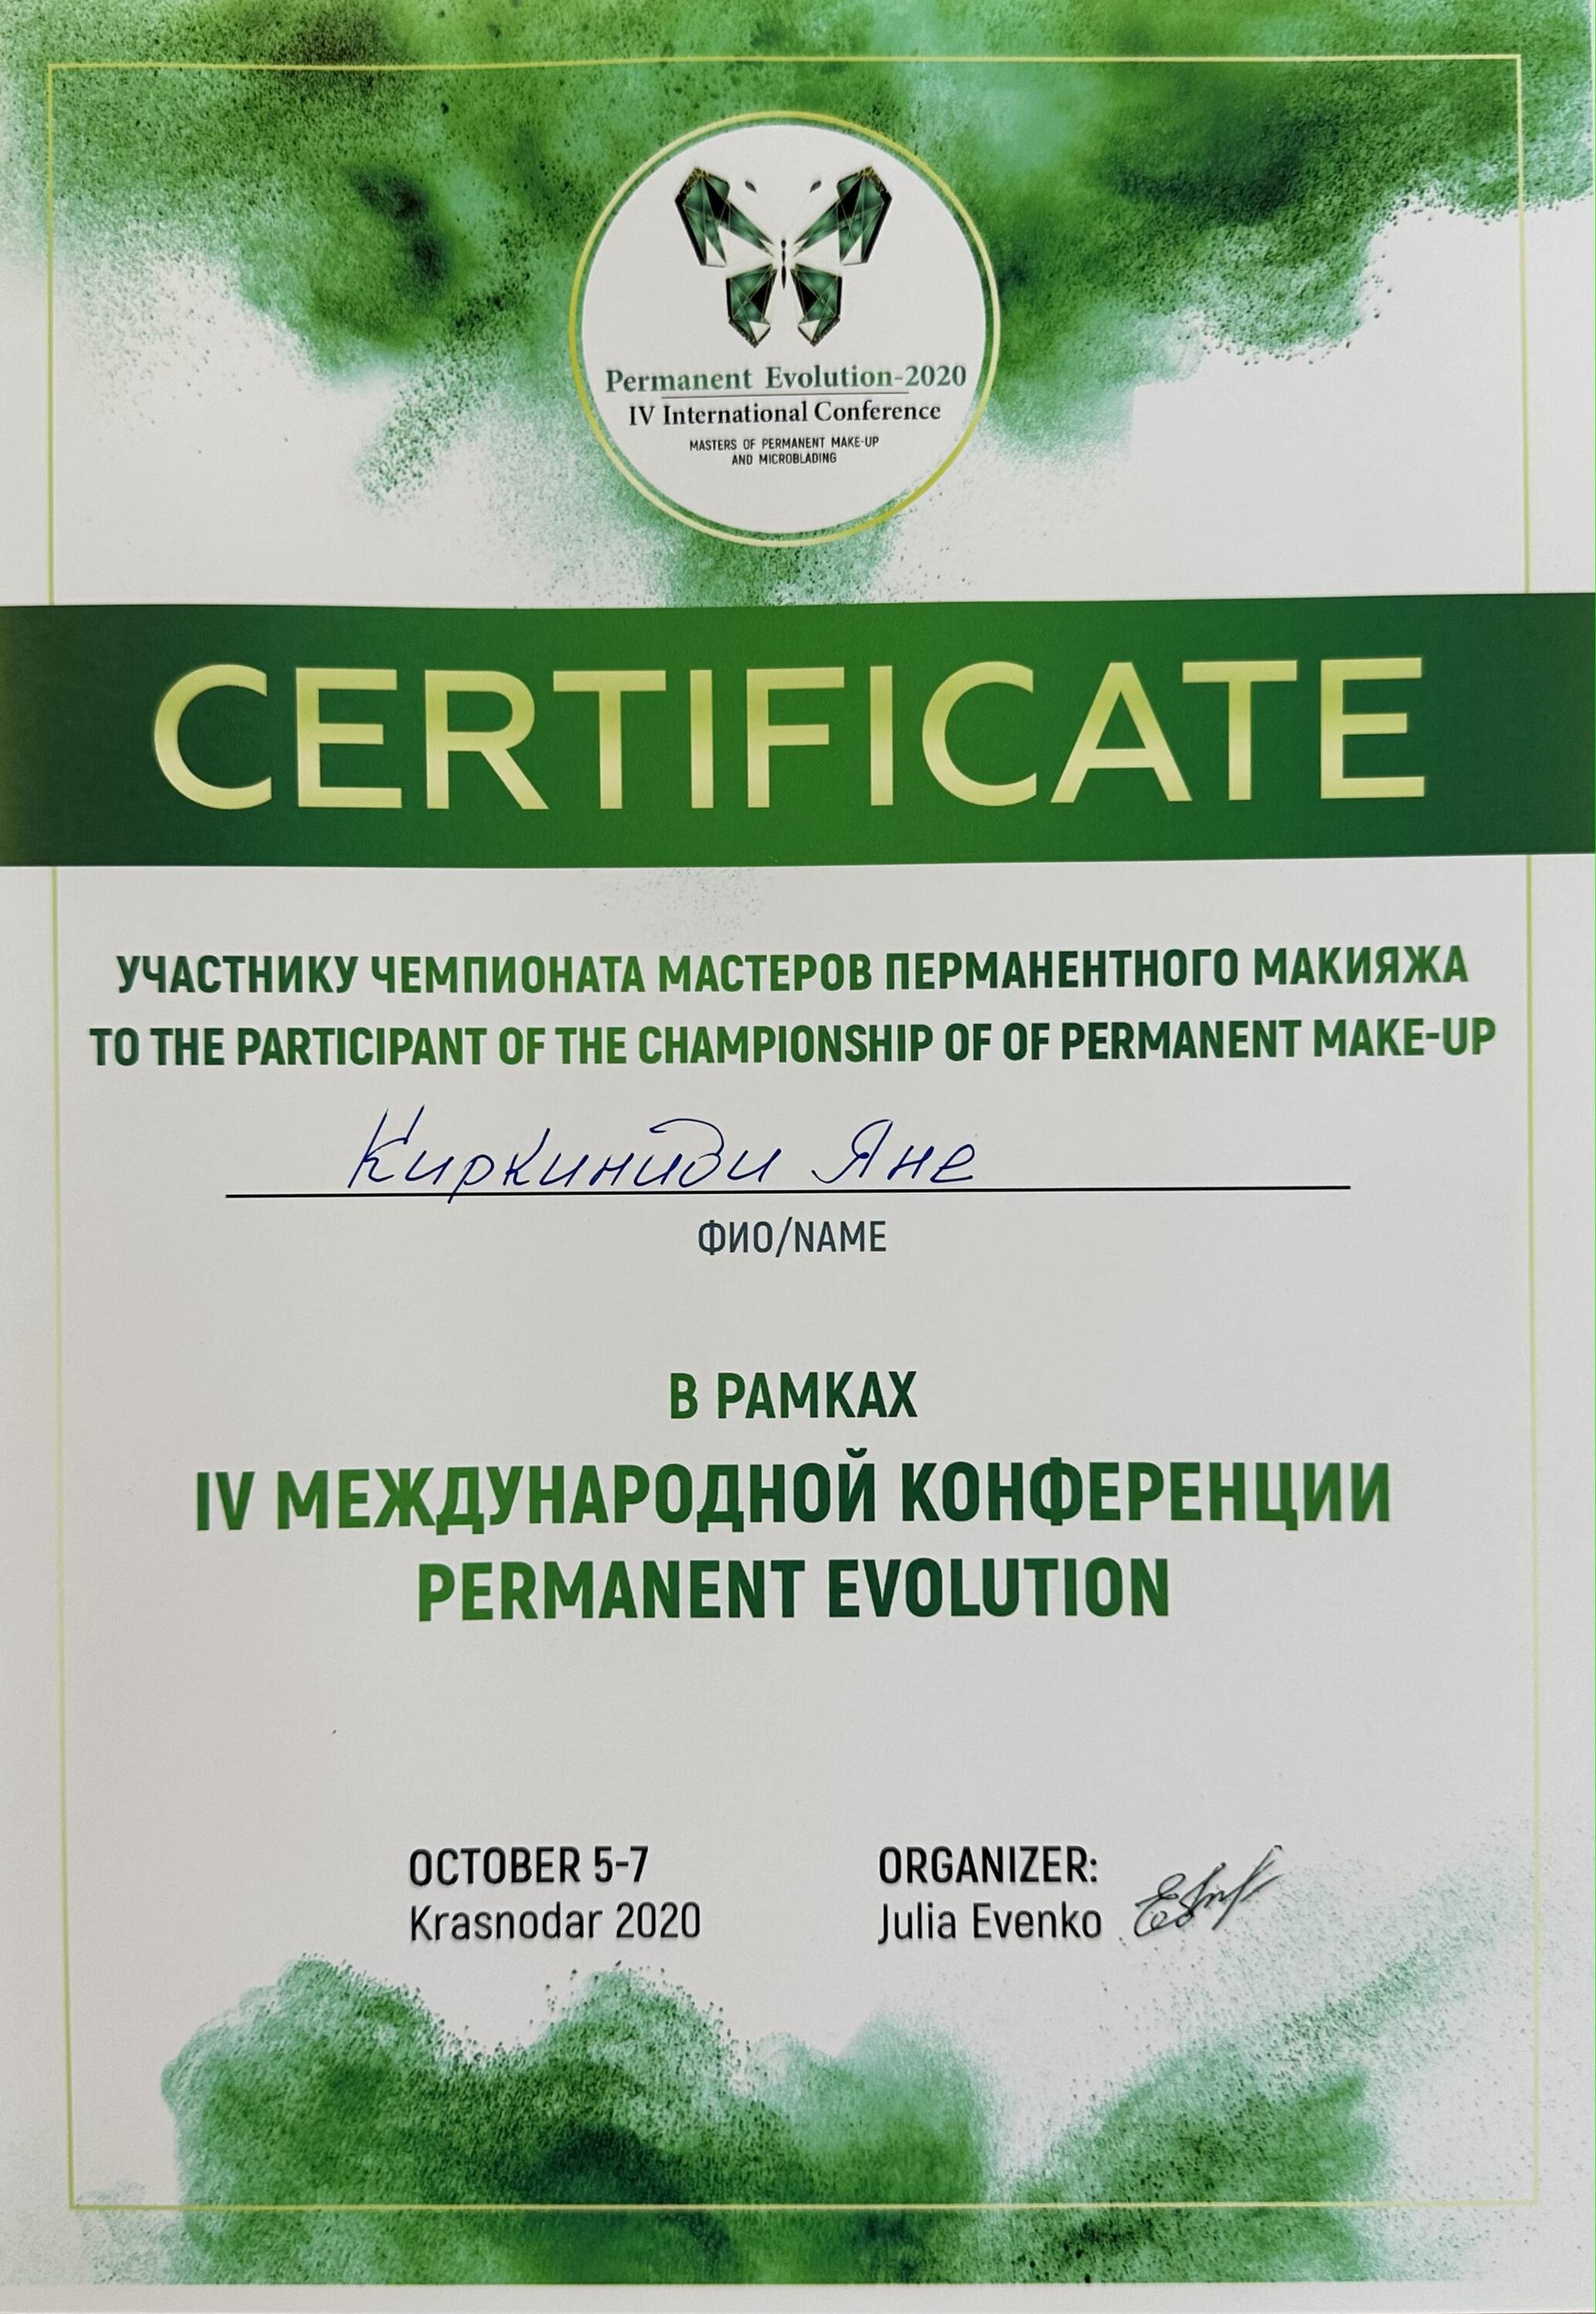 Permanent Evolution-2020
IV International Conference
MASTERS OF PERMANENT MAKE-UP
AND MICROBLADING
CERTIFICATE
УЧАСТНИКУ ЧЕМПИОНАТА МАСТЕРОВ ПЕРМАНЕНТНОГО МАКИЯЖА
TO THE PARTICIPANT OF THE CHAMPIONSHIP OF OF PERMANENT MAKE-UP
Киркиниди Яне
ФИО/NAME
В РАМКАХ
IV МЕЖДУНАРОДНОЙ КОНФЕРЕНЦИИ
PERMANENT EVOLUTION
OCTOBER 5-7
Krasnodar 2020
ORGANIZER:
Julia Evenko